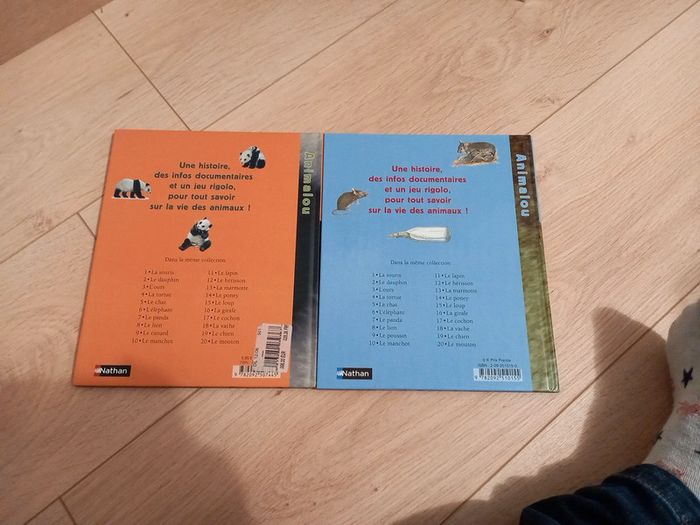 Animalou
Une histoire,
des infos documentaires
et un jeu rigolo,
pour tout savoir
sur la vie des animaux !
Dans la même collection
1 • La souris
2 • Le dauphin
3 • L'ours
4 • La tortue
5 • Le chat
6 • L'éléphant
7 • Le panda
8 • Le lion
9 • Le canard
10 • Le manchot
11 • Le lapin
12 • Le hérisson
13 • La marmotte
14 • Le poney
15 • Le loup
16 • La girafe
17 • Le cochon
18 • La vache
19 • Le chien
20 • Le mouton
Nathan
Animalou
Une histoire,
des infos documentaires
et un jeu rigolo,
pour tout savoir
sur la vie des animaux !
Dans la même collection
1 • La souris
2 • Le dauphin
3 • L'ours
4 • La tortue
5 • Le chat
6 • L'éléphant
7 • Le panda
8 • Le lion
9 • Le poussin
10 • Le manchot
11 • Le lapin
12 • Le hérisson
13 • La marmotte
14 • Le poney
15 • Le loup
16 • La girafe
17 • Le cochon
18 • La vache
19 • Le chien
20 • Le mouton
Nathan
9 782092 510155